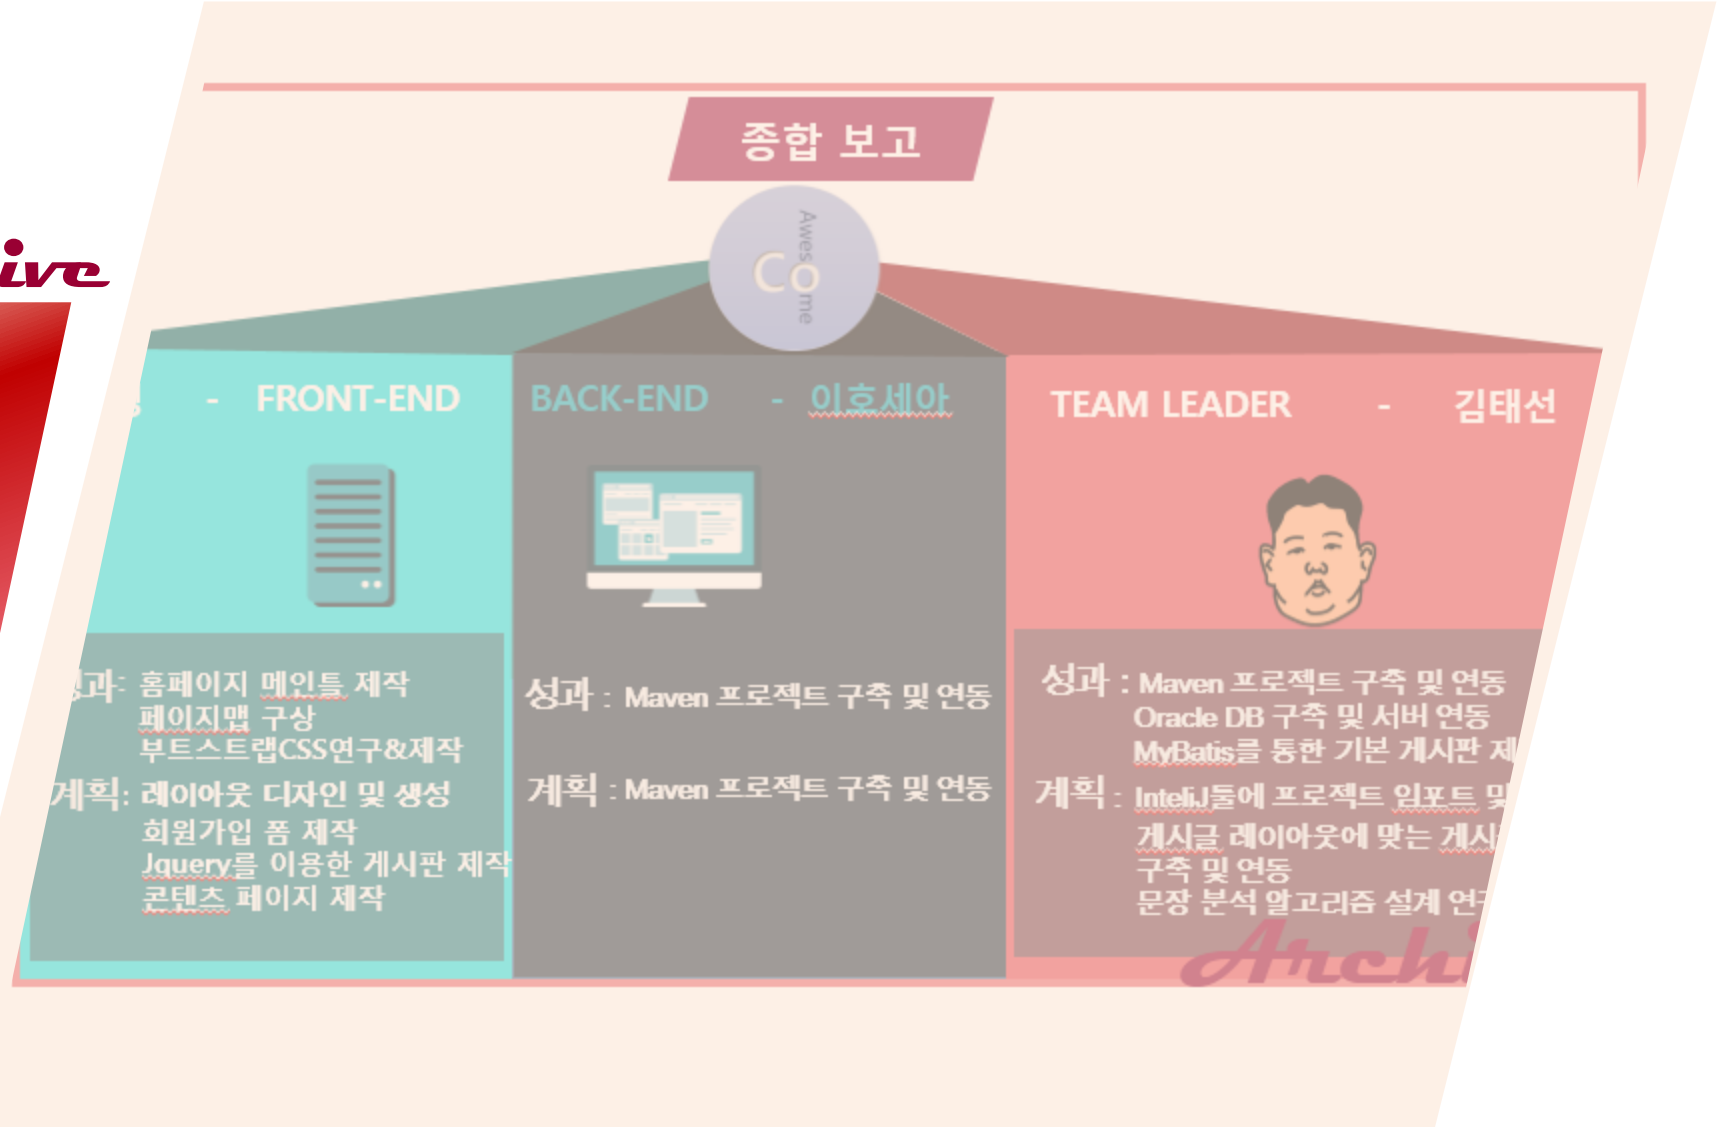 종합 보고
Awes
Co
me
ive
- FRONT-END
BACK-END - 이호세아
TEAM LEADER - 김태선
성과: 홈페이지 메인틀 제작
페이지맵 구상
부트스트랩CSS연구&제작
계획: 레이아웃 디자인 및 생성
회원가입 폼 제작
Jquery를 이용한 게시판 제작
콘텐츠 페이지 제작
성과 : Maven 프로젝트 구축 및 연동
계획 : Maven 프로젝트 구축 및 연동
성과 : Maven 프로젝트 구축 및 연동
Oracle DB 구축 및 서버 연동
MyBatis를 통한 기본 게시판 제
계획 : InteliJ툴에 프로젝트 임포트 및
게시글 레이아웃에 맞는 게시
구축 및 연동
문장 분석 알고리즘 설계 연구
Archi